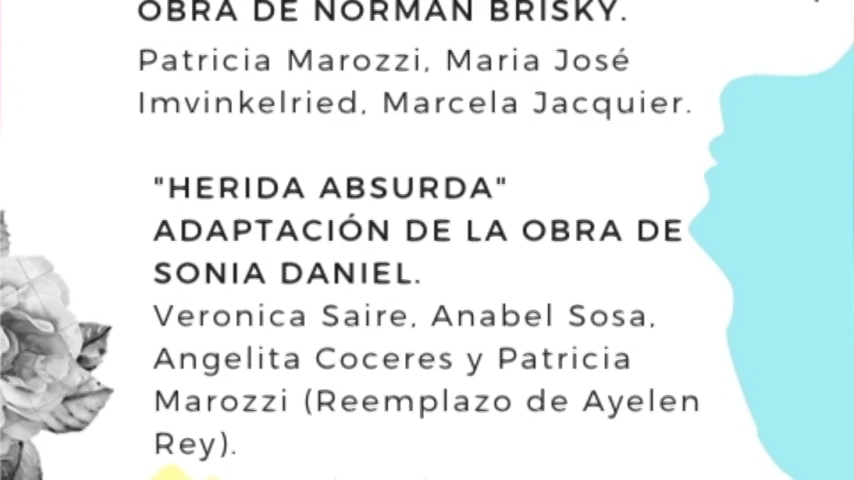 OBRA DE NORMAN BRISKY.
Patricia Marozzi, Maria José
Imvinkelried, Marcela Jacquier.
"HERIDA ABSURDA"
ADAPTACIÓN DE LA OBRA DE
SONIA DANIEL.
Veronica Saire, Anabel Sosa,
Angelita Coceres y Patricia
Marozzi (Reemplazo de Ayelen
Rey).